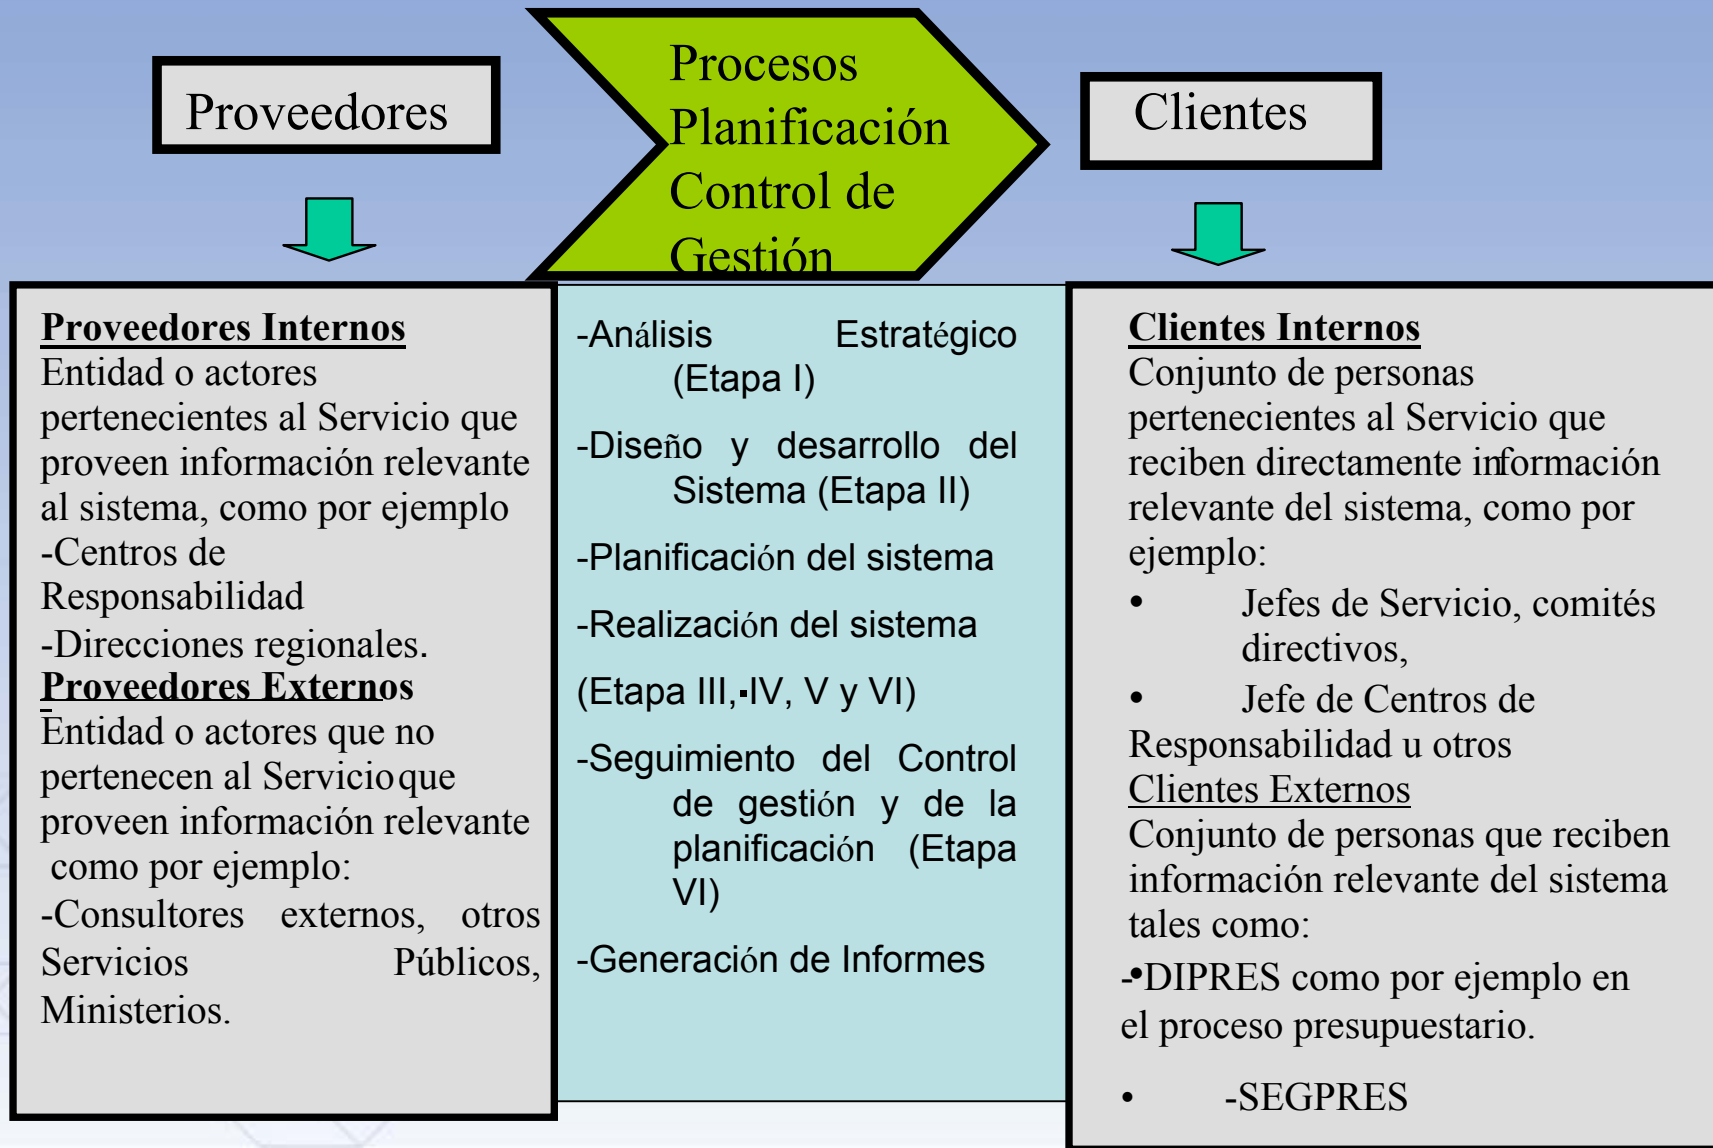 Proveedores
Procesos
Planificación
Control de
Gestión
Clientes
Proveedores Internos
Entidad o actores
pertenecientes al Servicio que
proveen información relevante
al sistema, como por ejemplo
-Centros de
Responsabilidad
-Direcciones regionales.
Proveedores Externos
Entidad o actores que no
pertenecen al Servicio que
proveen información relevante
como por ejemplo:
-Consultores externos, otros
Servicios Públicos,
Ministerios.
-Análisis Estratégico
(Etapa I)
-Diseño y desarrollo del
Sistema (Etapa II)
-Planificación del sistema
-Realización del sistema
(Etapa III,-IV, V y VI)
-Seguimiento del Control
de gestión y de la
planificación (Etapa
VI)
-Generación de Informes
Clientes Internos
Conjunto de personas
pertenecientes al Servicio que
reciben directamente información
relevante del sistema, como por
ejemplo:
• Jefes de Servicio, comités
directivos,
• Jefe de Centros de
Responsabilidad u otros
Clientes Externos
Conjunto de personas que reciben
información relevante del sistema
tales como:
-•DIPRES como por ejemplo en
el proceso presupuestario.
• -SEGPRES